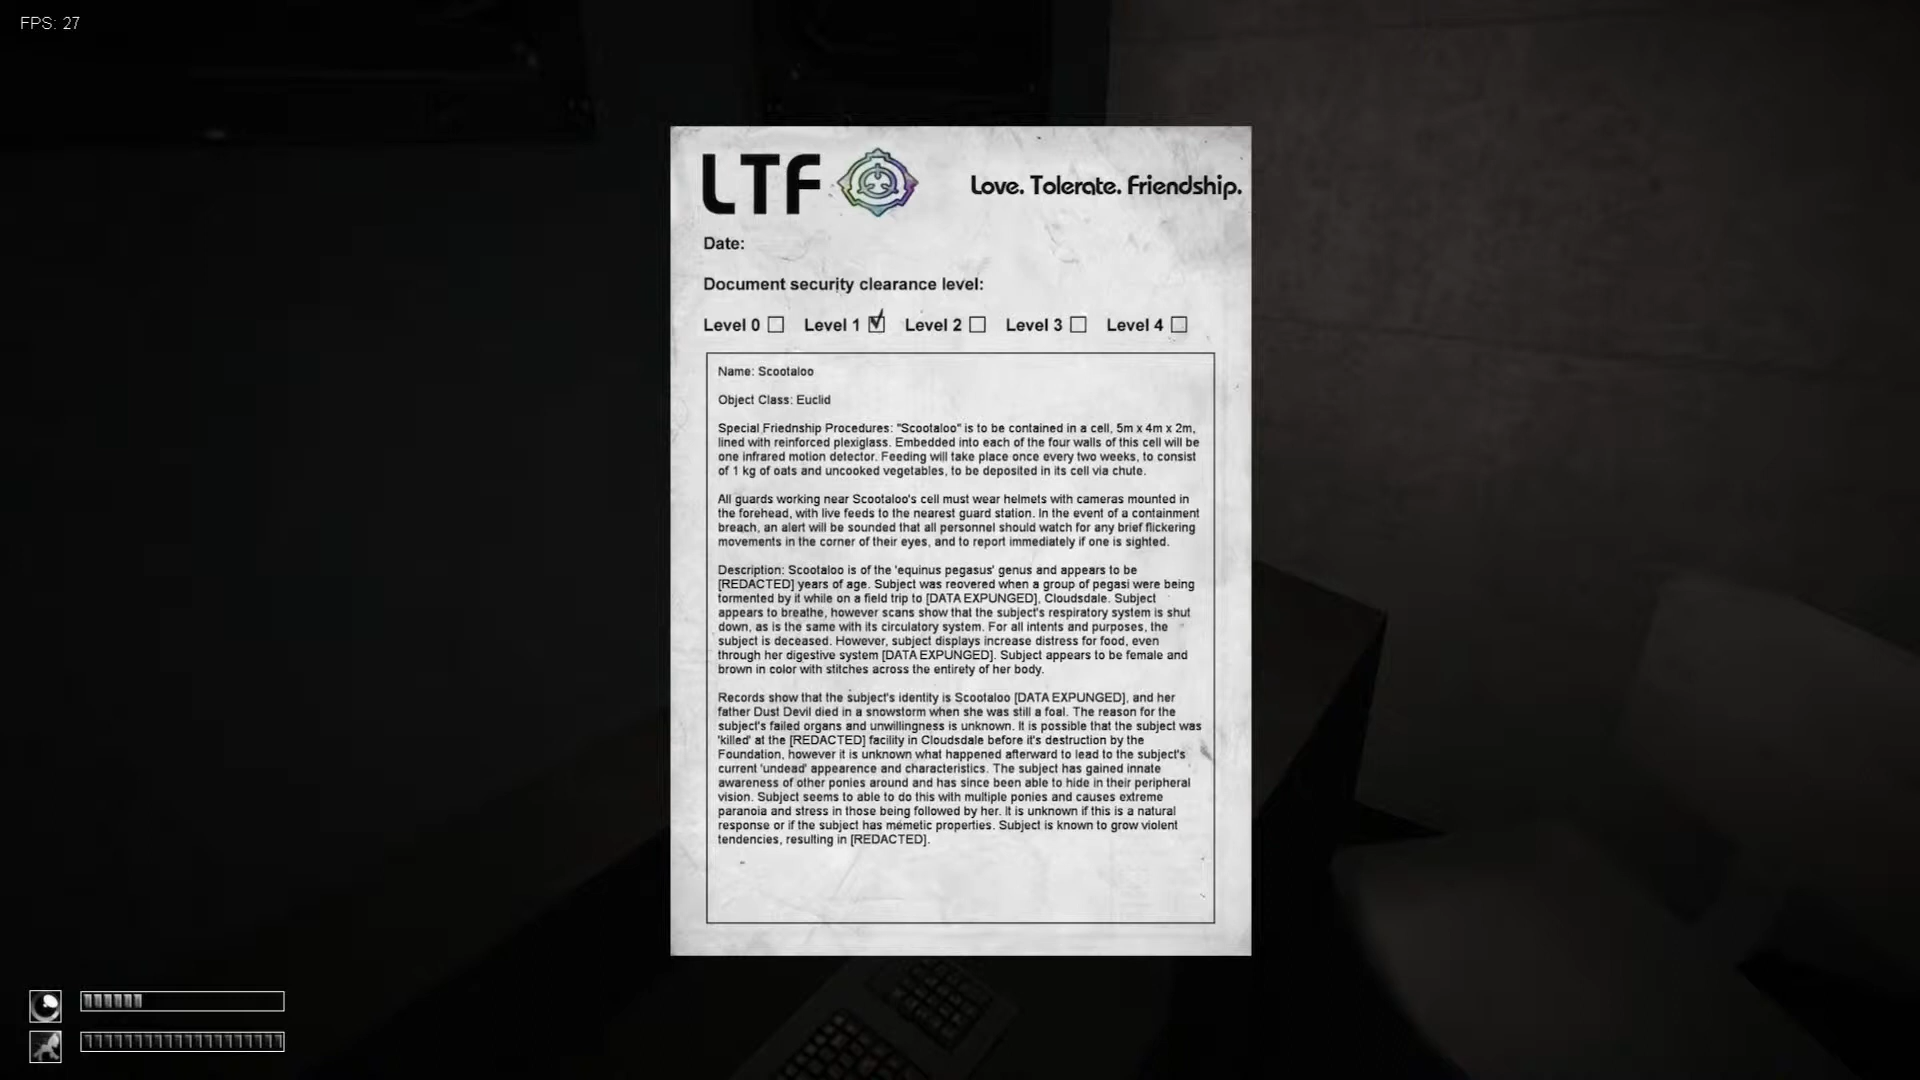 FPS: 27
LTF
Love. Tolerate. Friendship.
Date:
Document security clearance level:
Level 0 Level 1 Level 2 Level 3 Level 4
Name: Scootaloo
Object Class: Euclid
Special Friednship Procedures: "Scootaloo" is to be contained in a cell, 5m x 4m x 2m,
lined with reinforced plexiglass. Embedded into each of the four walls of this cell will be
one infrared motion detector. Feeding will take place once every two weeks, to consist
of 1 kg of oats and uncooked vegetables, to be deposited in its cell via chute.
All guards working near Scootaloo's cell must wear helmets with cameras mounted in
the forehead, with live feeds to the nearest guard station. In the event of a containment
breach, an alert will be sounded that all personnel should watch for any brief flickering
movements in the corner of their eyes, and to report immediately if one is sighted.
Description: Scootaloo is of the 'equinus pegasus' genus and appears to be
[REDACTED] years of age. Subject was reovered when a group of pegasi were being
tormented by it while on a field trip to [DATA EXPUNGED], Cloudsdale. Subject
appears to breathe, however scans show that the subject's respiratory system is shut
down, as is the same with its circulatory system. For all intents and purposes, the
subject is deceased. However, subject displays increase distress for food, even
through her digestive system [DATA EXPUNGED]. Subject appears to be female and
brown in color with stitches across the entirety of her body.
Records show that the subject's identity is Scootaloo [DATA EXPUNGED], and her
father Dust Devil died in a snowstorm when she was still a foal. The reason for the
subject's failed organs and unwillingness is unknown. It is possible that the subject was
'killed' at the [REDACTED] facility in Cloudsdale before it's destruction by the
Foundation, however it is unknown what happened afterward to lead to the subject's
current 'undead' appearence and characteristics. The subject has gained innate
awareness of other ponies around and has since been able to hide in their peripheral
vision. Subject seems to able to do this with multiple ponies and causes extreme
paranoia and stress in those being followed by her. It is unknown if this is a natural
response or if the subject has memetic properties. Subject is known to grow violent
tendencies, resulting in [REDACTED].